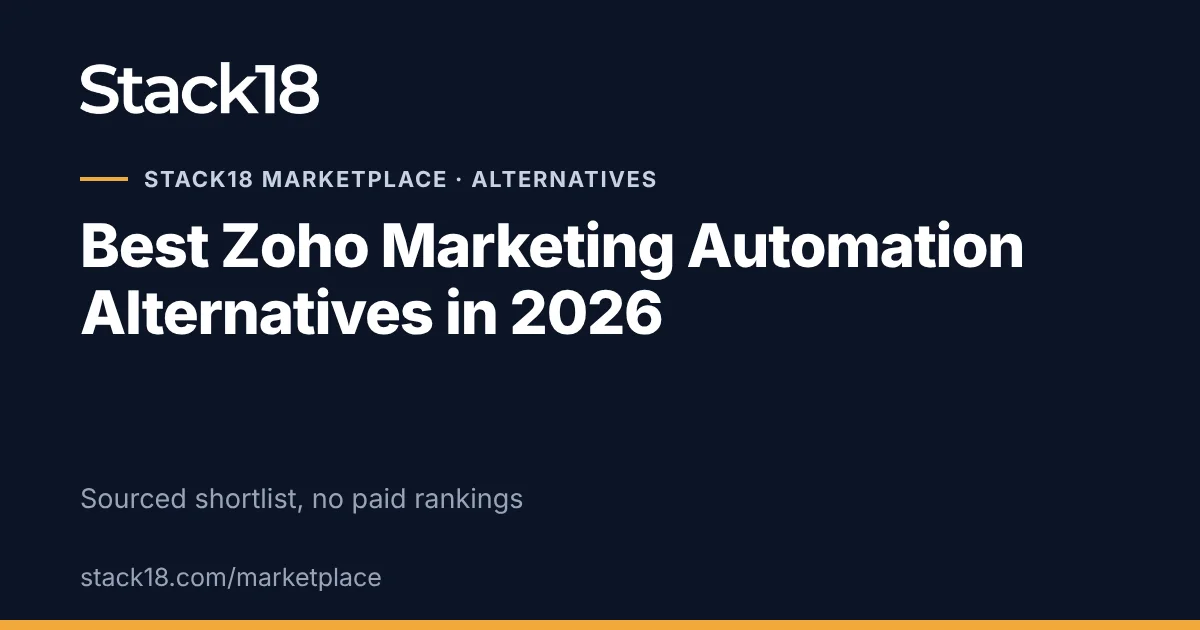 Stack18
STACK18 MARKETPLACE · ALTERNATIVES
Best Zoho Marketing Automation
Alternatives in 2026
Sourced shortlist, no paid rankings
stack18.com/marketplace